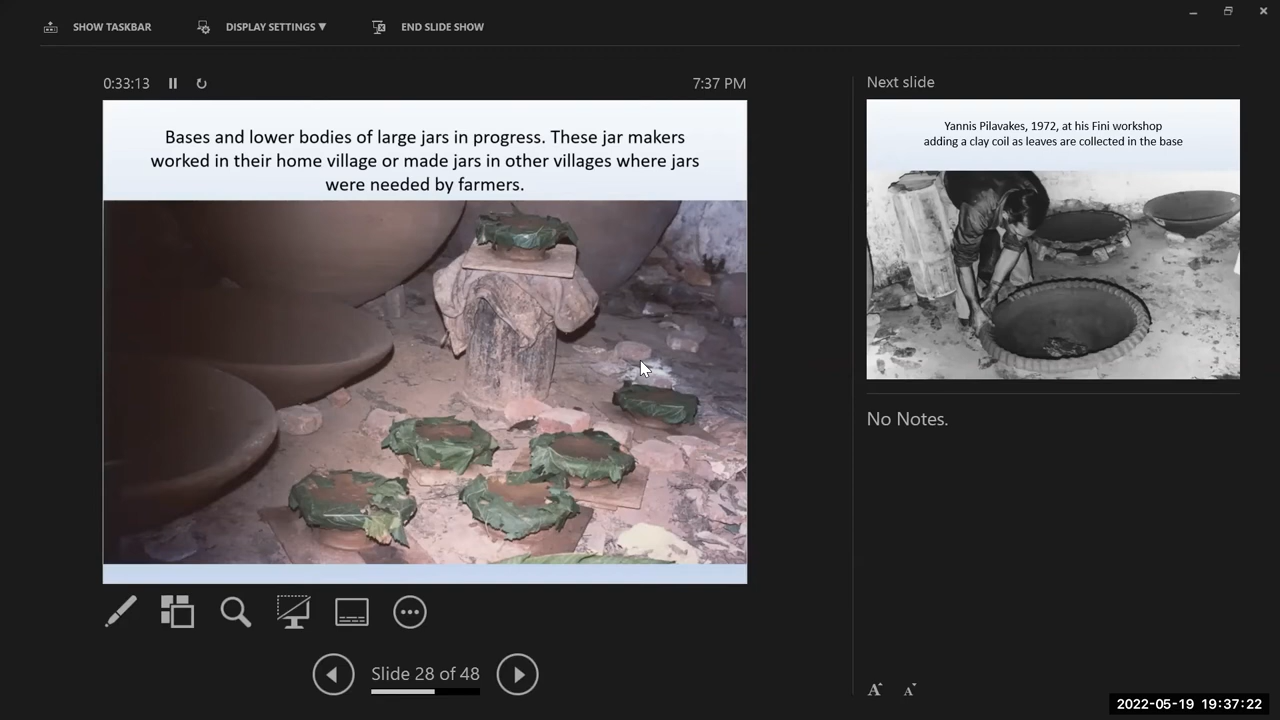 SHOW TASKBAR
DISPLAY SETTINGS ▼
END SLIDE SHOW
0:33:13
7:37 PM
Bases and lower bodies of large jars in progress. These jar makers
worked in their home village or made jars in other villages where jars
were needed by farmers.
Next slide
Yannis Pilavakes, 1972, at his Fini workshop
adding a clay coil as leaves are collected in the base
No Notes.
Slide 28 of 48
A A
2022-05-19 19:37:22